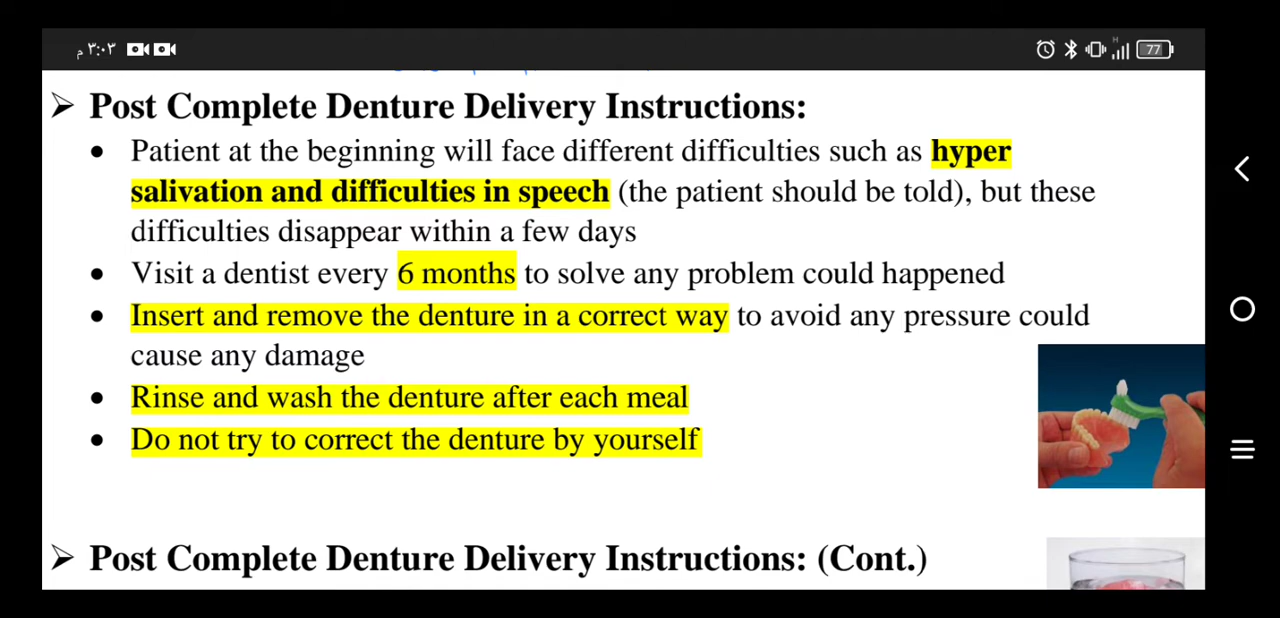 ٣:٠٣ م
H
77
➢ Post Complete Denture Delivery Instructions:
• Patient at the beginning will face different difficulties such as hyper
salivation and difficulties in speech (the patient should be told), but these
difficulties disappear within a few days
• Visit a dentist every 6 months to solve any problem could happened
• Insert and remove the denture in a correct way to avoid any pressure could
cause any damage
• Rinse and wash the denture after each meal
• Do not try to correct the denture by yourself
➢ Post Complete Denture Delivery Instructions: (Cont.)